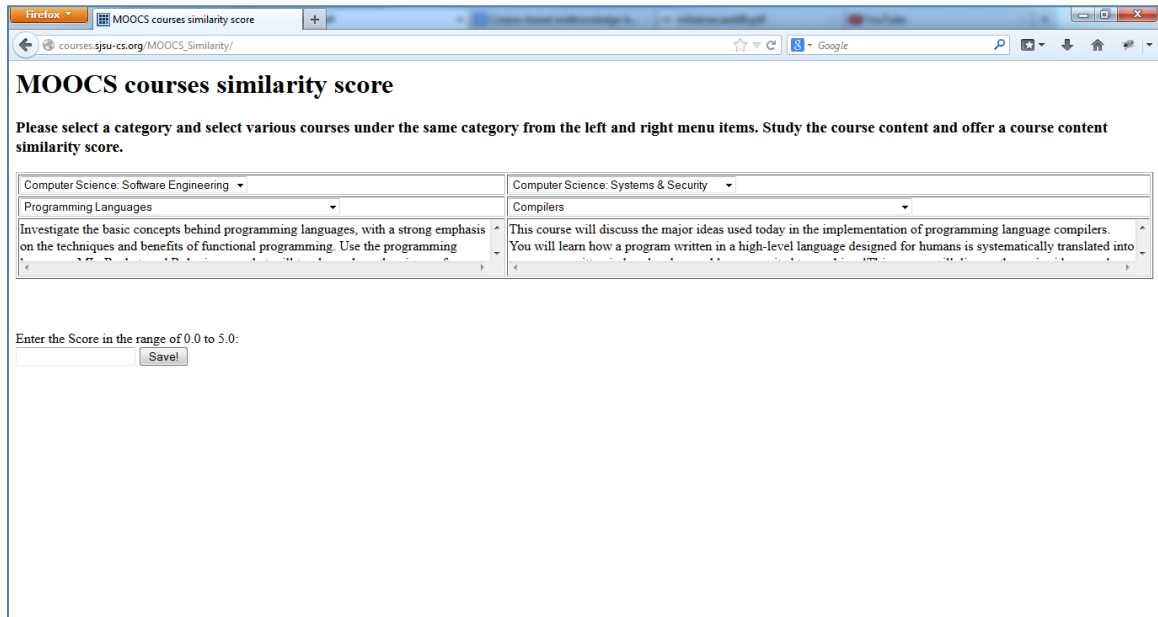 Firefox
MOOCS courses similarity score
YouTube
courses.sjsu-cs.org/MOOCS_Similarity/
Google
MOOCS courses similarity score
Please select a category and select various courses under the same category from the left and right menu items. Study the course content and offer a course content
similarity score.
Computer Science: Software Engineering
Computer Science: Systems & Security
Programming Languages
Compilers
Investigate the basic concepts behind programming languages, with a strong emphasis
on the techniques and benefits of functional programming. Use the programming
This course will discuss the major ideas used today in the implementation of programming language compilers.
You will learn how a program written in a high-level language designed for humans is systematically translated into
Enter the Score in the range of 0.0 to 5.0:
Save!